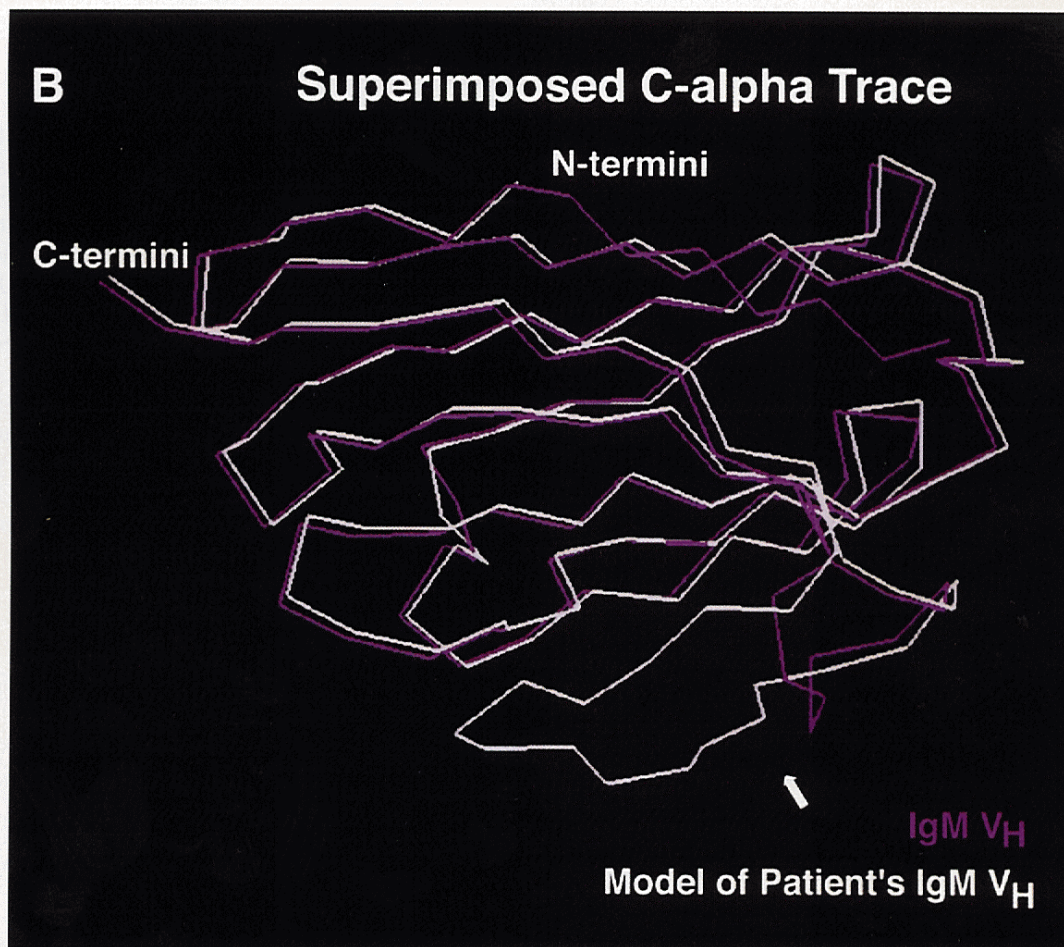 B
Superimposed C-alpha Trace
N-termini
C-termini
IgM VH
Model of Patient's IgM VH